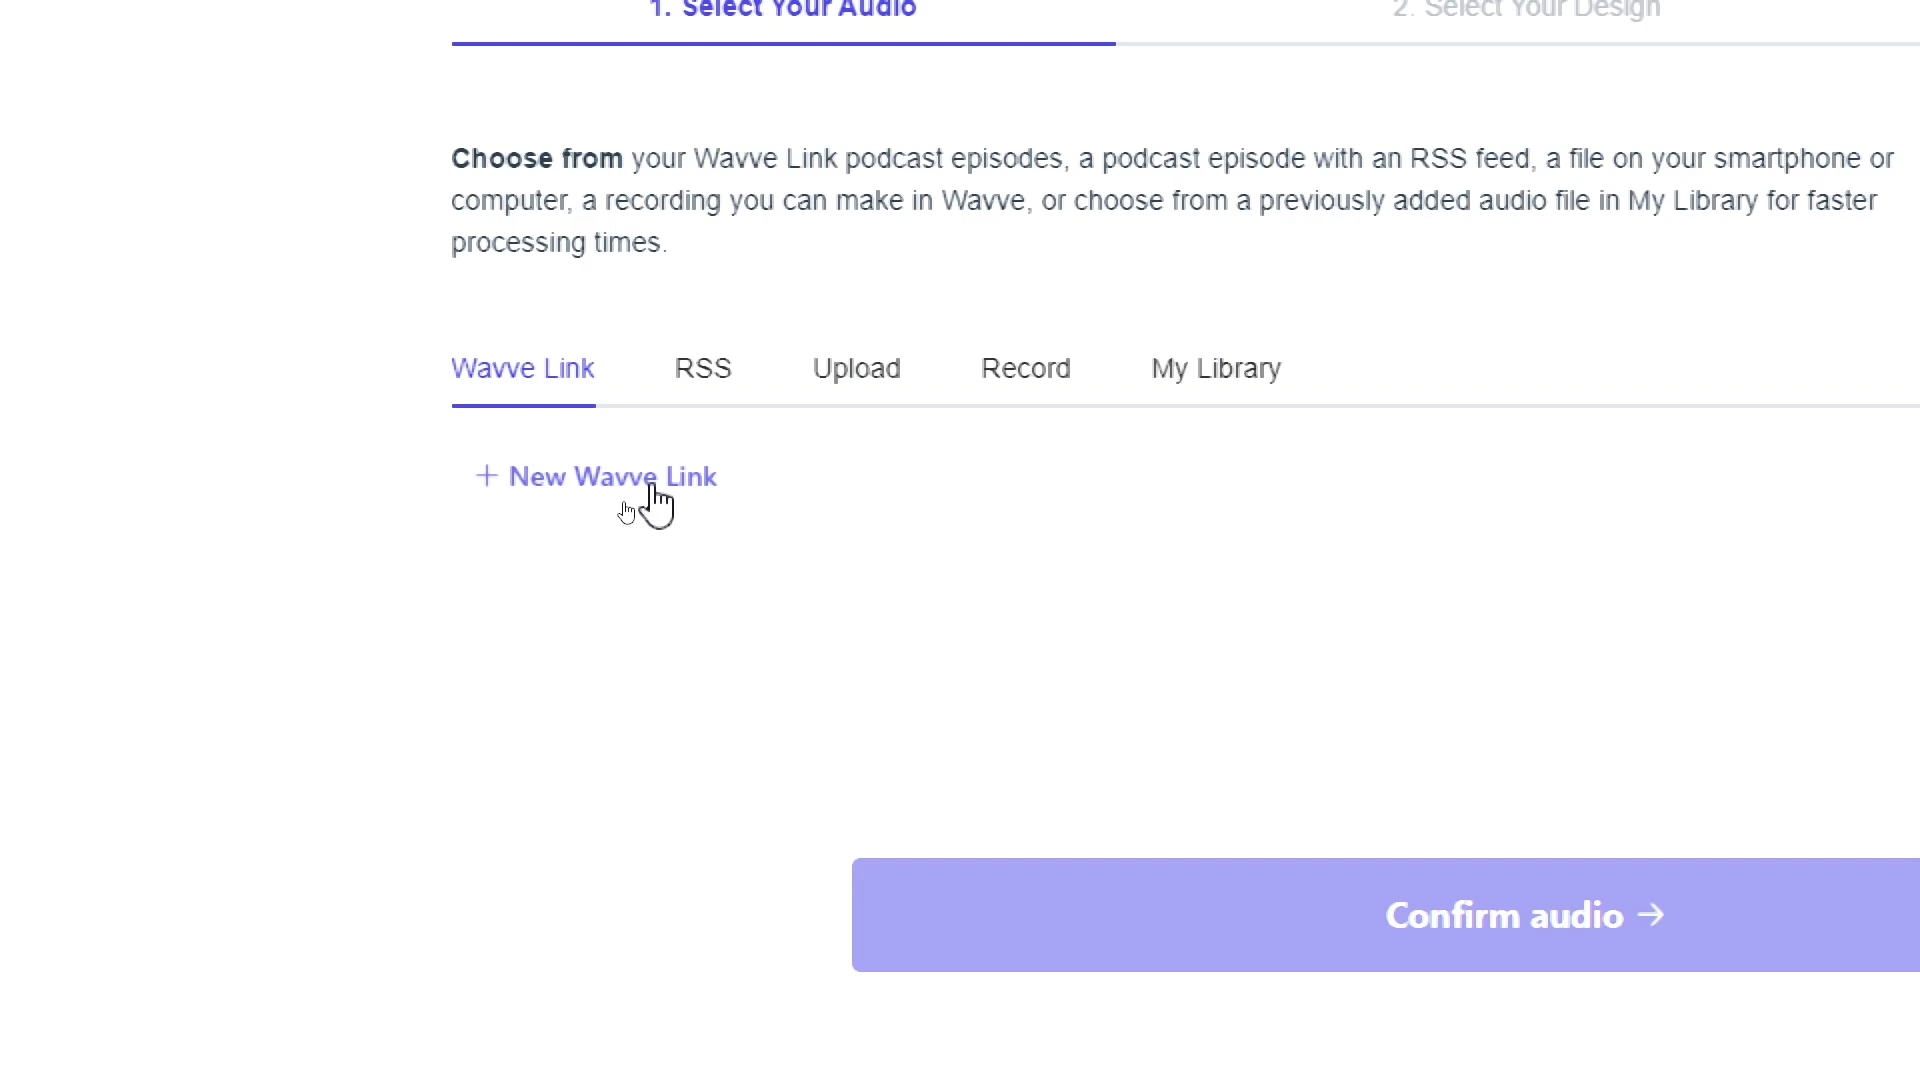 1. Select Your Audio
2. Select Your Design
Choose from your Wavve Link podcast episodes, a podcast episode with an RSS feed, a file on your smartphone or
computer, a recording you can make in Wavve, or choose from a previously added audio file in My Library for faster
processing times.
Wavve Link
RSS
Upload
Record
My Library
+ New Wavve Link
Confirm audio →